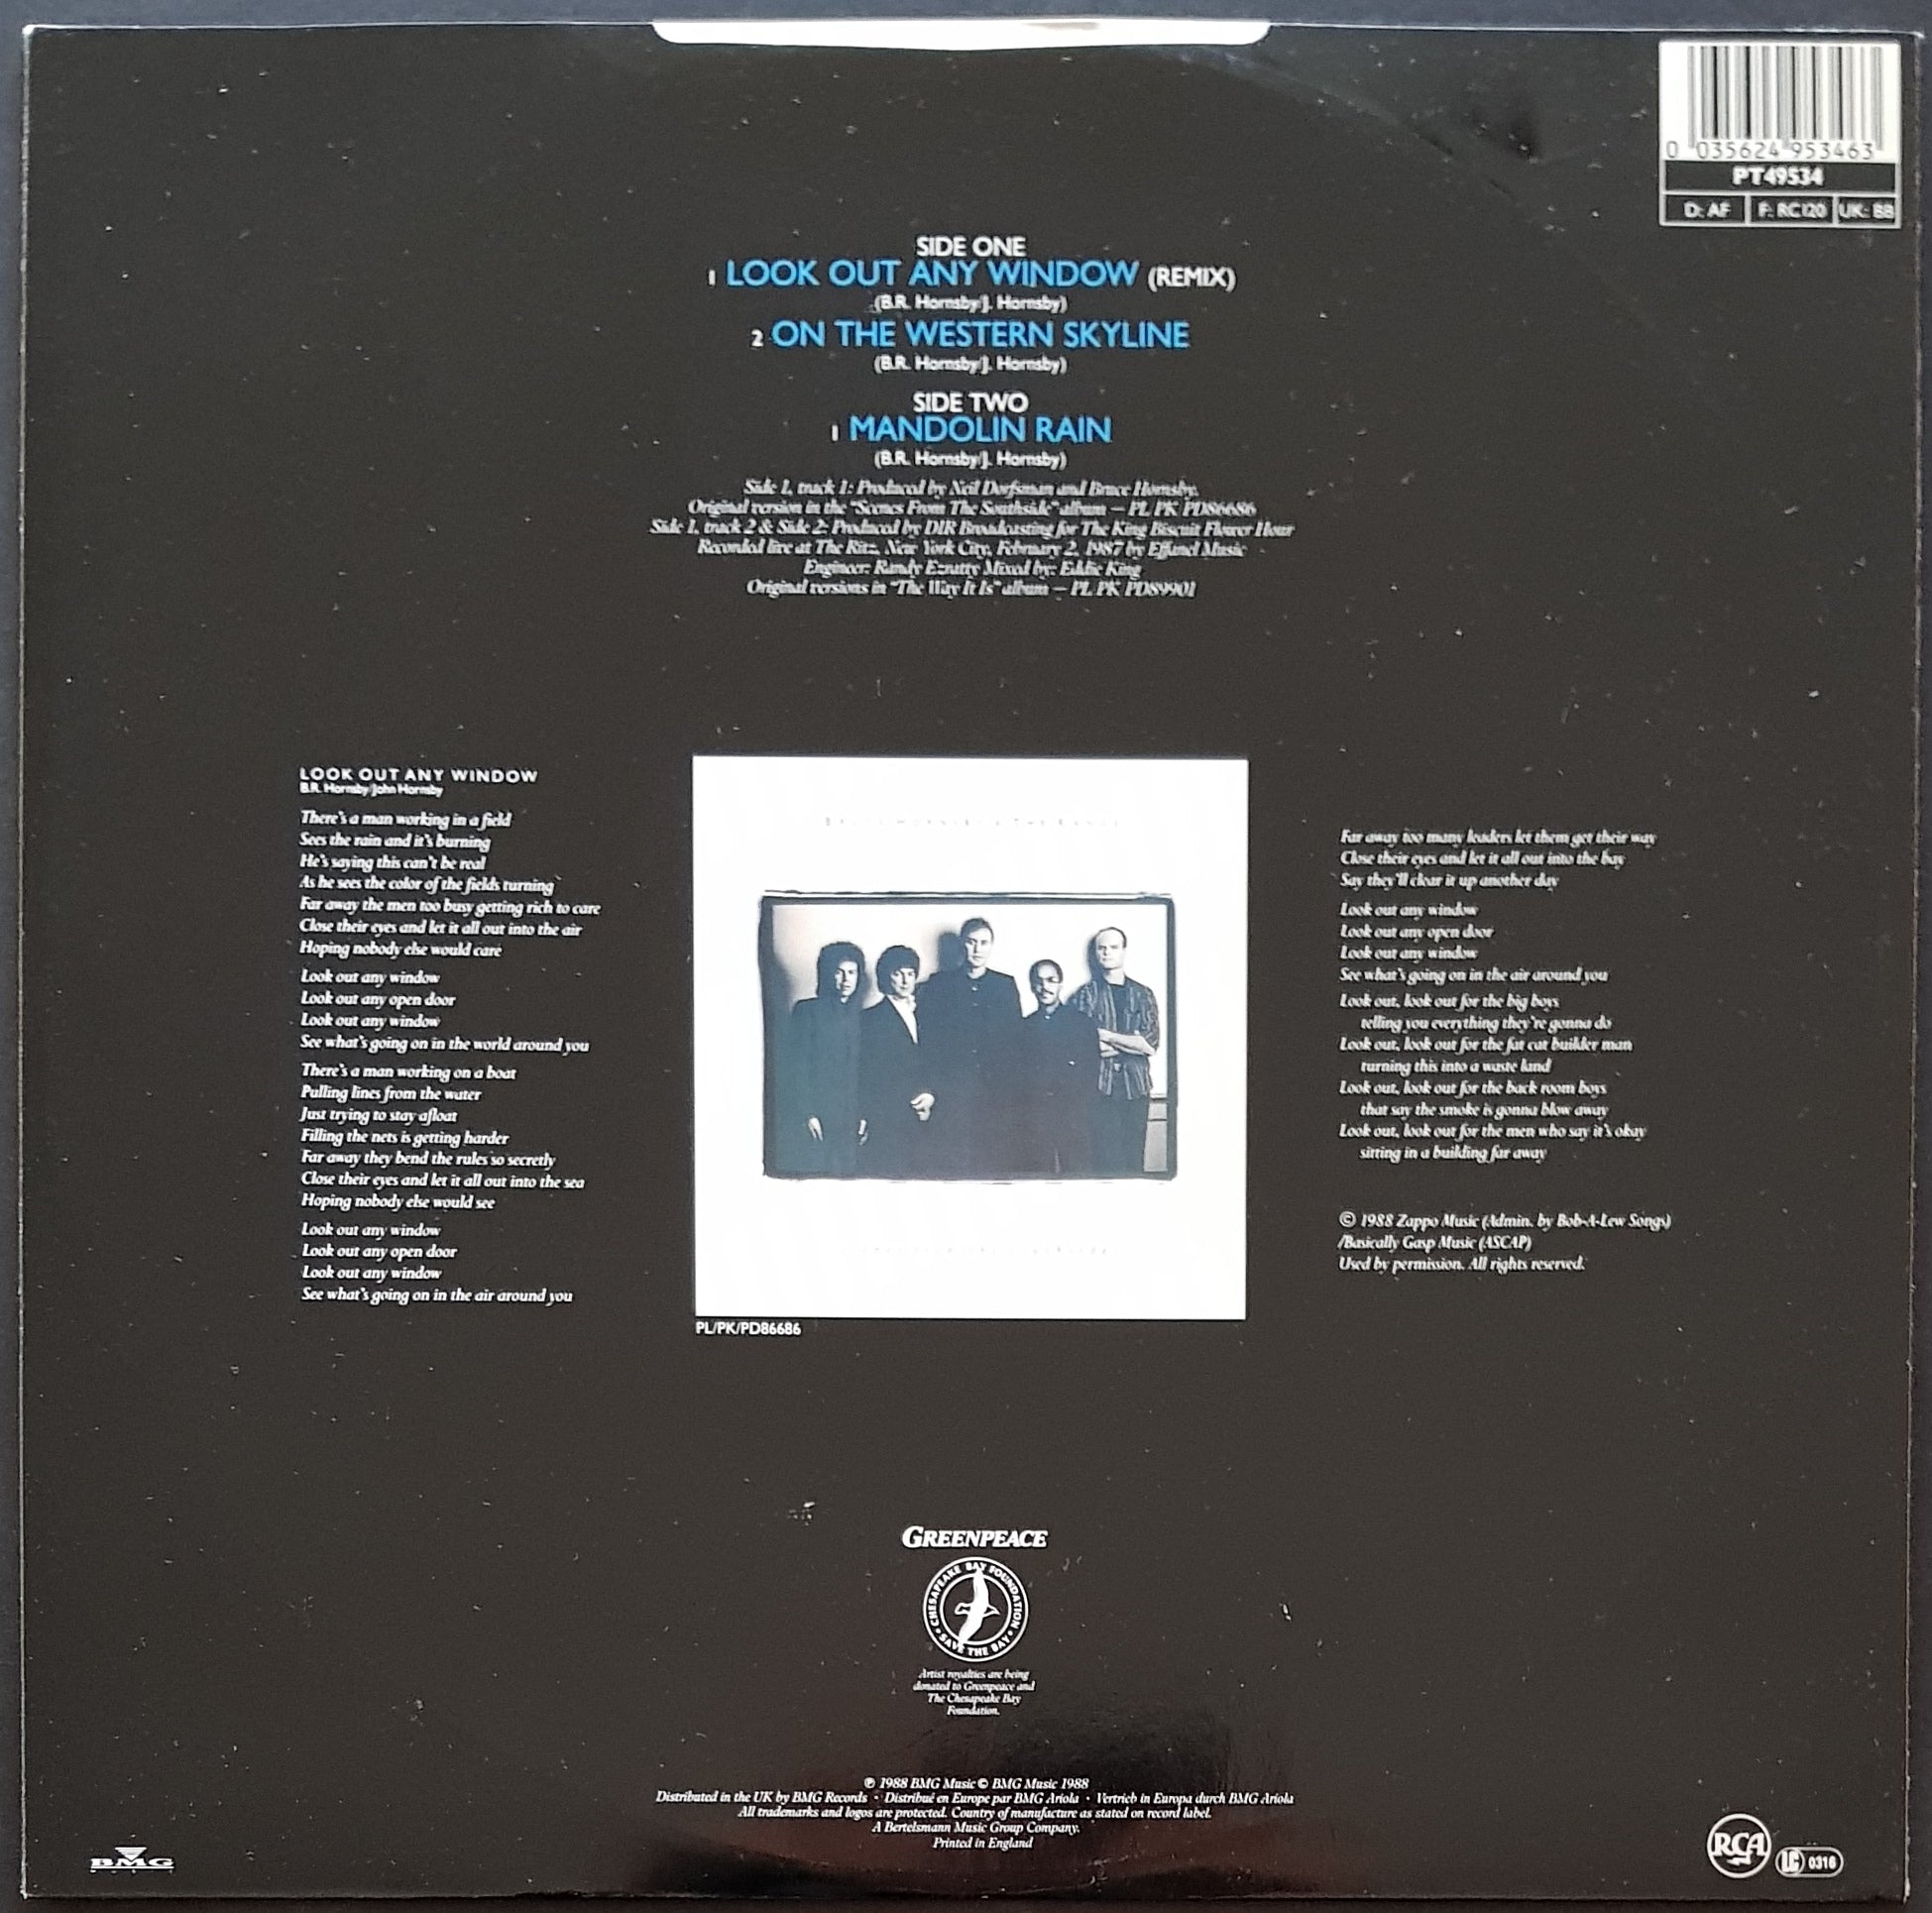 0 035624 953463
PT49534
D: AF F: RC120 UK: BB
SIDE ONE
1 LOOK OUT ANY WINDOW (REMIX)
(B.R. Hornsby/J. Hornsby)
2 ON THE WESTERN SKYLINE
(B.R. Hornsby/J. Hornsby)
SIDE TWO
1 MANDOLIN RAIN
(B.R. Hornsby/J. Hornsby)
Side 1, track 1: Produced by Neil Dorfsman and Bruce Hornsby.
Original version in the "Scenes From The Southside" album — PL PK PD86686
Side 1, track 2 & Side 2: Produced by DIR Broadcasting for The King Biscuit Flower Hour
Recorded live at The Ritz, New York City, February 2, 1987 by Effanel Music
Engineer: Randy Ezratty Mixed by: Eddie King
Original versions in "The Way It Is" album — PL PK PD89901
LOOK OUT ANY WINDOW
B.R. Hornsby/John Hornsby
There's a man working in a field
Sees the rain and it's burning
He's saying this can't be real
As he sees the color of the fields turning
Far away the men too busy getting rich to care
Close their eyes and let it all out into the air
Hoping nobody else would care
Look out any window
Look out any open door
Look out any window
See what's going on in the world around you
There's a man working on a boat
Pulling lines from the water
Just trying to stay afloat
Filling the nets is getting harder
Far away they bend the rules so secretly
Close their eyes and let it all out into the sea
Hoping nobody else would see
Look out any window
Look out any open door
Look out any window
See what's going on in the air around you
PL/PK/PD86686
Far away too many leaders let them get their way
Close their eyes and let it all out into the bay
Say they'll clear it up another day
Look out any window
Look out any open door
Look out any window
See what's going on in the air around you
Look out, look out for the big boys
telling you everything they're gonna do
Look out, look out for the fat cat builder man
turning this into a waste land
Look out, look out for the back room boys
that say the smoke is gonna blow away
Look out, look out for the men who say it's okay
sitting in a building far away
© 1988 Zappo Music (Admin. by Bob-A-Lew Songs)
/Basically Gasp Music (ASCAP)
Used by permission. All rights reserved.
GREENPEACE
CHESAPEAKE BAY FOUNDATION
• SAVE THE BAY •
Artist royalties are being
donated to Greenpeace and
The Chesapeake Bay
Foundation.
℗ 1988 BMG Music © BMG Music 1988
Distributed in the UK by BMG Records • Distribué en Europe par BMG Ariola • Vertrieb in Europa durch BMG Ariola
All trademarks and logos are protected. Country of manufacture as stated on record label.
A Bertelsmann Music Group Company.
Printed in England
BMG
RCA
LC 0316